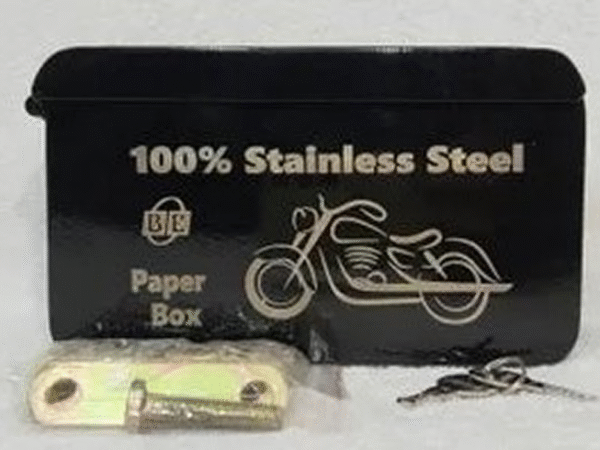 100% Stainless Steel
BE
Paper
Box